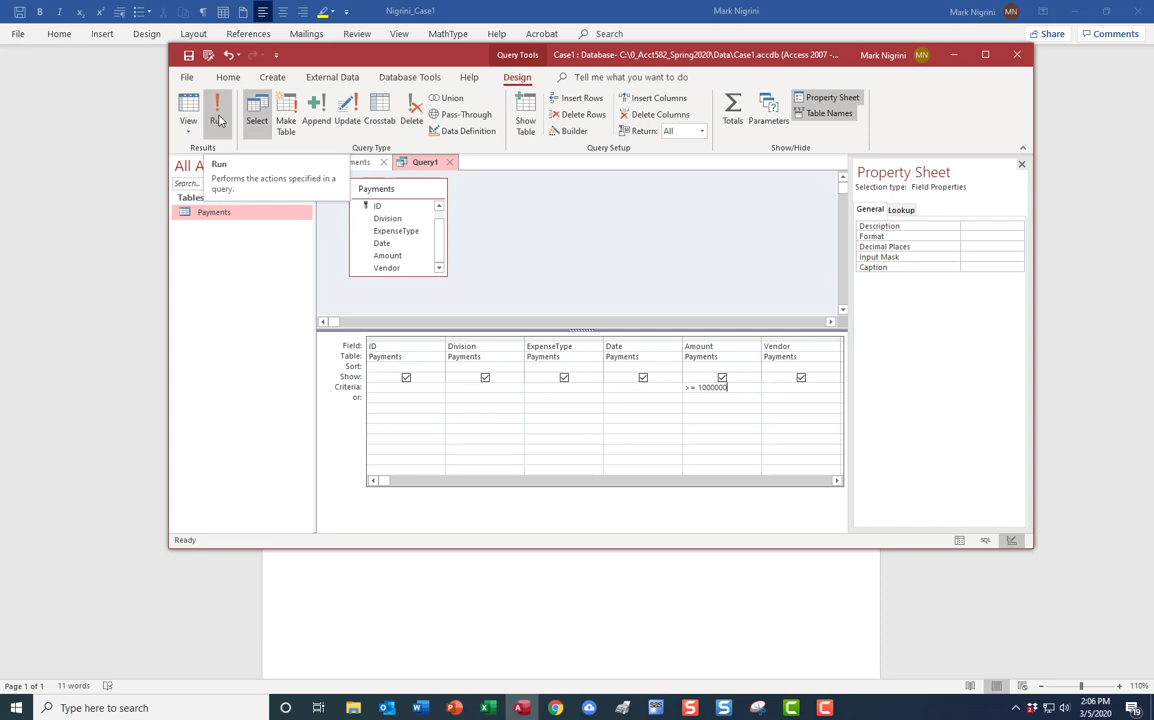 Nigrini_Case1 Mark Nigrini Mark Nigrini MN
File Home Insert Design Layout References Mailings Review View MathType Help Acrobat Share Comments
Query Tools Case1 : Database- C:\0_Acct582_Spring2020\Data\Case1.accdb (Access 2007 -... Mark Nigrini MN
File Home Create External Data Database Tools Help Design Tell me what you want to do
View
Results
Select
Make Table
Append
Update
Crosstab
Delete
Union
Pass-Through
Data Definition
Query Type
Show Table
Insert Rows
Delete Rows
Builder
Insert Columns
Delete Columns
Return: All
Query Setup
Totals
Parameters
Property Sheet
Table Names
Show/Hide
Run
Performs the actions specified in a
query.
All A
Search...
Tables
Payments
Query1
Payments
ID
Division
ExpenseType
Date
Amount
Vendor
Property Sheet
Selection type: Field Properties
General Lookup
Description
Format
Decimal Places
Input Mask
Caption
Field: ID Division ExpenseType Date Amount Vendor
Table: Payments Payments Payments Payments Payments Payments
Sort:
Show:
Criteria: >= 1000000
or:
Ready SQL
Page 1 of 1 11 words 110%
Type here to search
2:06 PM
3/5/2020
19